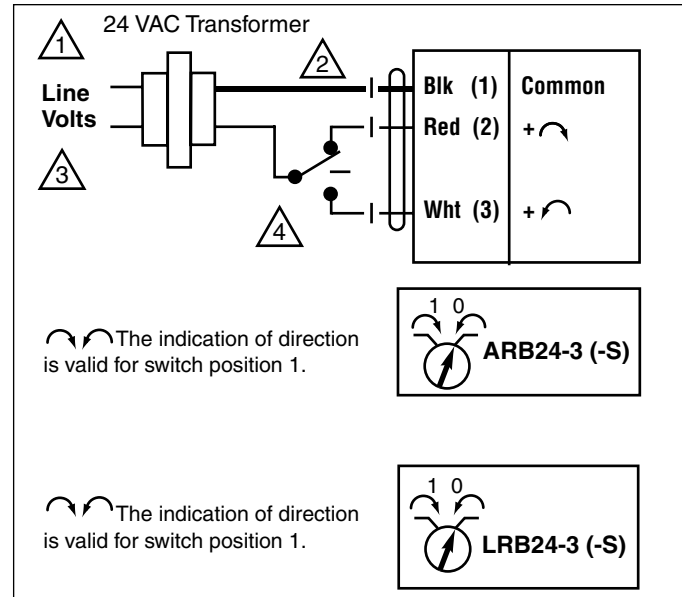 24 VAC Transformer
1
2
Line
Volts
3
4
Blk (1) Common
Red (2) +
Wht (3) +
The indication of direction
is valid for switch position 1.
1 0
ARB24-3 (-S)
The indication of direction
is valid for switch position 1.
1 0
LRB24-3 (-S)